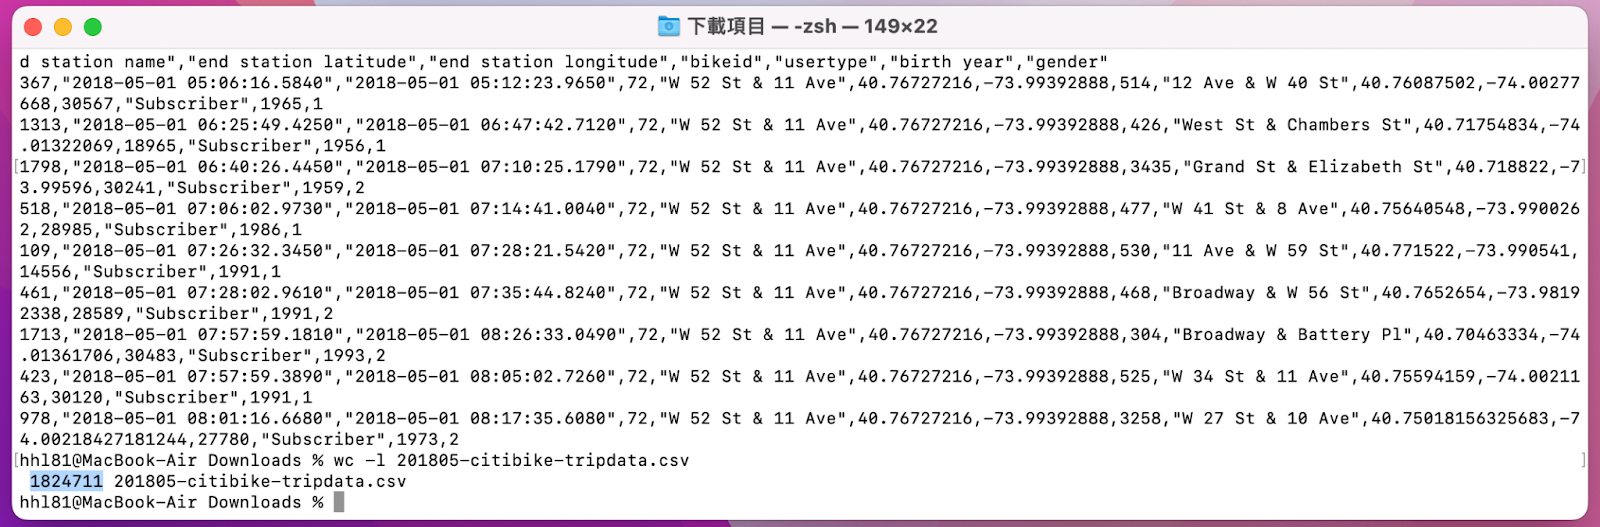 下載項目 — -zsh — 149×22
d station name","end station latitude","end station longitude","bikeid","usertype","birth year","gender"
367,"2018-05-01 05:06:16.5840","2018-05-01 05:12:23.9650",72,"W 52 St & 11 Ave",40.76727216,-73.99392888,514,"12 Ave & W 40 St",40.76087502,-74.00277
668,30567,"Subscriber",1965,1
1313,"2018-05-01 06:25:49.4250","2018-05-01 06:47:42.7120",72,"W 52 St & 11 Ave",40.76727216,-73.99392888,426,"West St & Chambers St",40.71754834,-74
.01322069,18965,"Subscriber",1956,1
[1798,"2018-05-01 06:40:26.4450","2018-05-01 07:10:25.1790",72,"W 52 St & 11 Ave",40.76727216,-73.99392888,3435,"Grand St & Elizabeth St",40.718822,-7]
3.99596,30241,"Subscriber",1959,2
518,"2018-05-01 07:06:02.9730","2018-05-01 07:14:41.0040",72,"W 52 St & 11 Ave",40.76727216,-73.99392888,477,"W 41 St & 8 Ave",40.75640548,-73.990026
2,28985,"Subscriber",1986,1
109,"2018-05-01 07:26:32.3450","2018-05-01 07:28:21.5420",72,"W 52 St & 11 Ave",40.76727216,-73.99392888,530,"11 Ave & W 59 St",40.771522,-73.990541,
14556,"Subscriber",1991,1
461,"2018-05-01 07:28:02.9610","2018-05-01 07:35:44.8240",72,"W 52 St & 11 Ave",40.76727216,-73.99392888,468,"Broadway & W 56 St",40.7652654,-73.98192
2338,28589,"Subscriber",1991,2
1713,"2018-05-01 07:57:59.1810","2018-05-01 08:26:33.0490",72,"W 52 St & 11 Ave",40.76727216,-73.99392888,304,"Broadway & Battery Pl",40.70463334,-74
.01361706,30483,"Subscriber",1993,2
423,"2018-05-01 07:57:59.3890","2018-05-01 08:05:02.7260",72,"W 52 St & 11 Ave",40.76727216,-73.99392888,525,"W 34 St & 11 Ave",40.75594159,-74.00211
63,30120,"Subscriber",1991,1
978,"2018-05-01 08:01:16.6680","2018-05-01 08:17:35.6080",72,"W 52 St & 11 Ave",40.76727216,-73.99392888,3258,"W 27 St & 10 Ave",40.75018156325683,-7
4.00218427181244,27780,"Subscriber",1973,2
[hhl81@MacBook-Air Downloads % wc -l 201805-citibike-tripdata.csv ]
1824711 201805-citibike-tripdata.csv
hhl81@MacBook-Air Downloads %